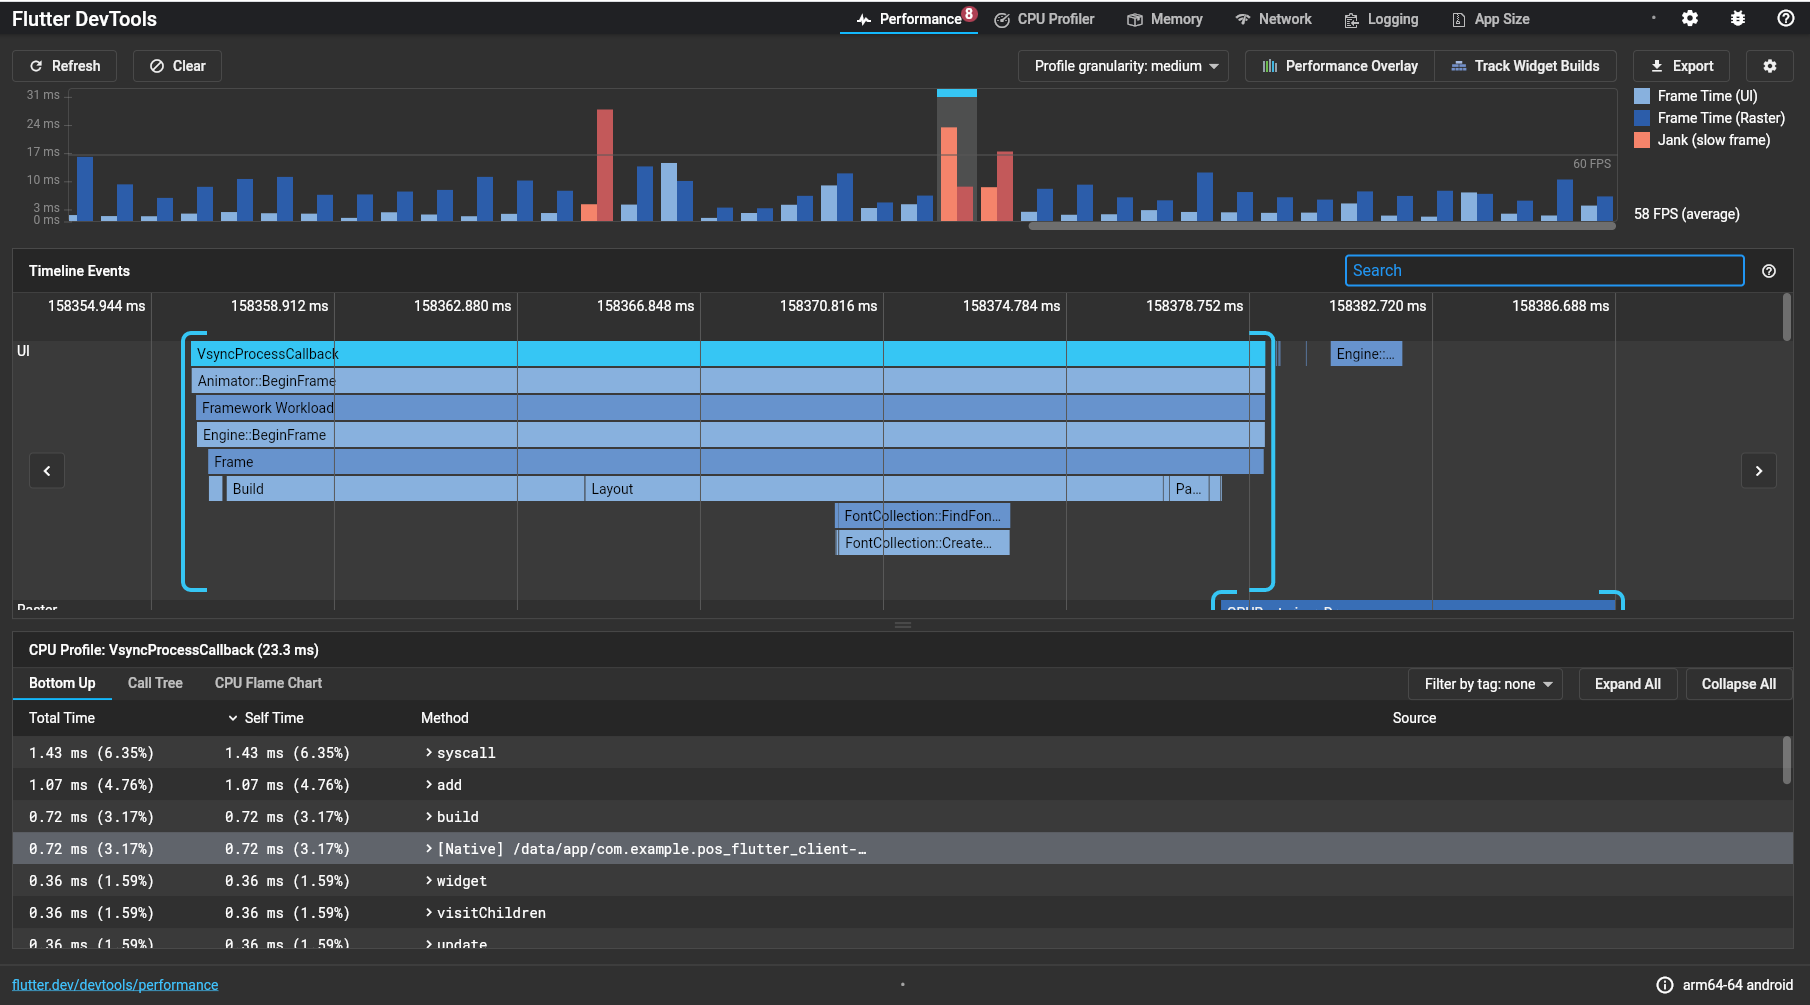 Flutter DevTools
Performance 8 CPU Profiler Memory Network Logging App Size
Refresh Clear Profile granularity: medium Performance Overlay Track Widget Builds Export
31 ms
24 ms
17 ms
10 ms
3 ms
0 ms
60 FPS
Frame Time (UI)
Frame Time (Raster)
Jank (slow frame)
58 FPS (average)
Timeline Events Search
158354.944 ms 158358.912 ms 158362.880 ms 158366.848 ms 158370.816 ms 158374.784 ms 158378.752 ms 158382.720 ms 158386.688 ms
UI
VsyncProcessCallback Engine::...
Animator::BeginFrame
Framework Workload
Engine::BeginFrame
Frame
Build Layout Pa...
FontCollection::FindFon...
FontCollection::Create...
Raster
CPU Profile: VsyncProcessCallback (23.3 ms)
Bottom Up Call Tree CPU Flame Chart Filter by tag: none Expand All Collapse All
Total Time Self Time Method Source
1.43 ms (6.35%) 1.43 ms (6.35%) syscall
1.07 ms (4.76%) 1.07 ms (4.76%) add
0.72 ms (3.17%) 0.72 ms (3.17%) build
0.72 ms (3.17%) 0.72 ms (3.17%) [Native] /data/app/com.example.pos_flutter_client-…
0.36 ms (1.59%) 0.36 ms (1.59%) widget
0.36 ms (1.59%) 0.36 ms (1.59%) visitChildren
0.36 ms (1.59%) 0.36 ms (1.59%) update
flutter.dev/devtools/performance arm64-64 android